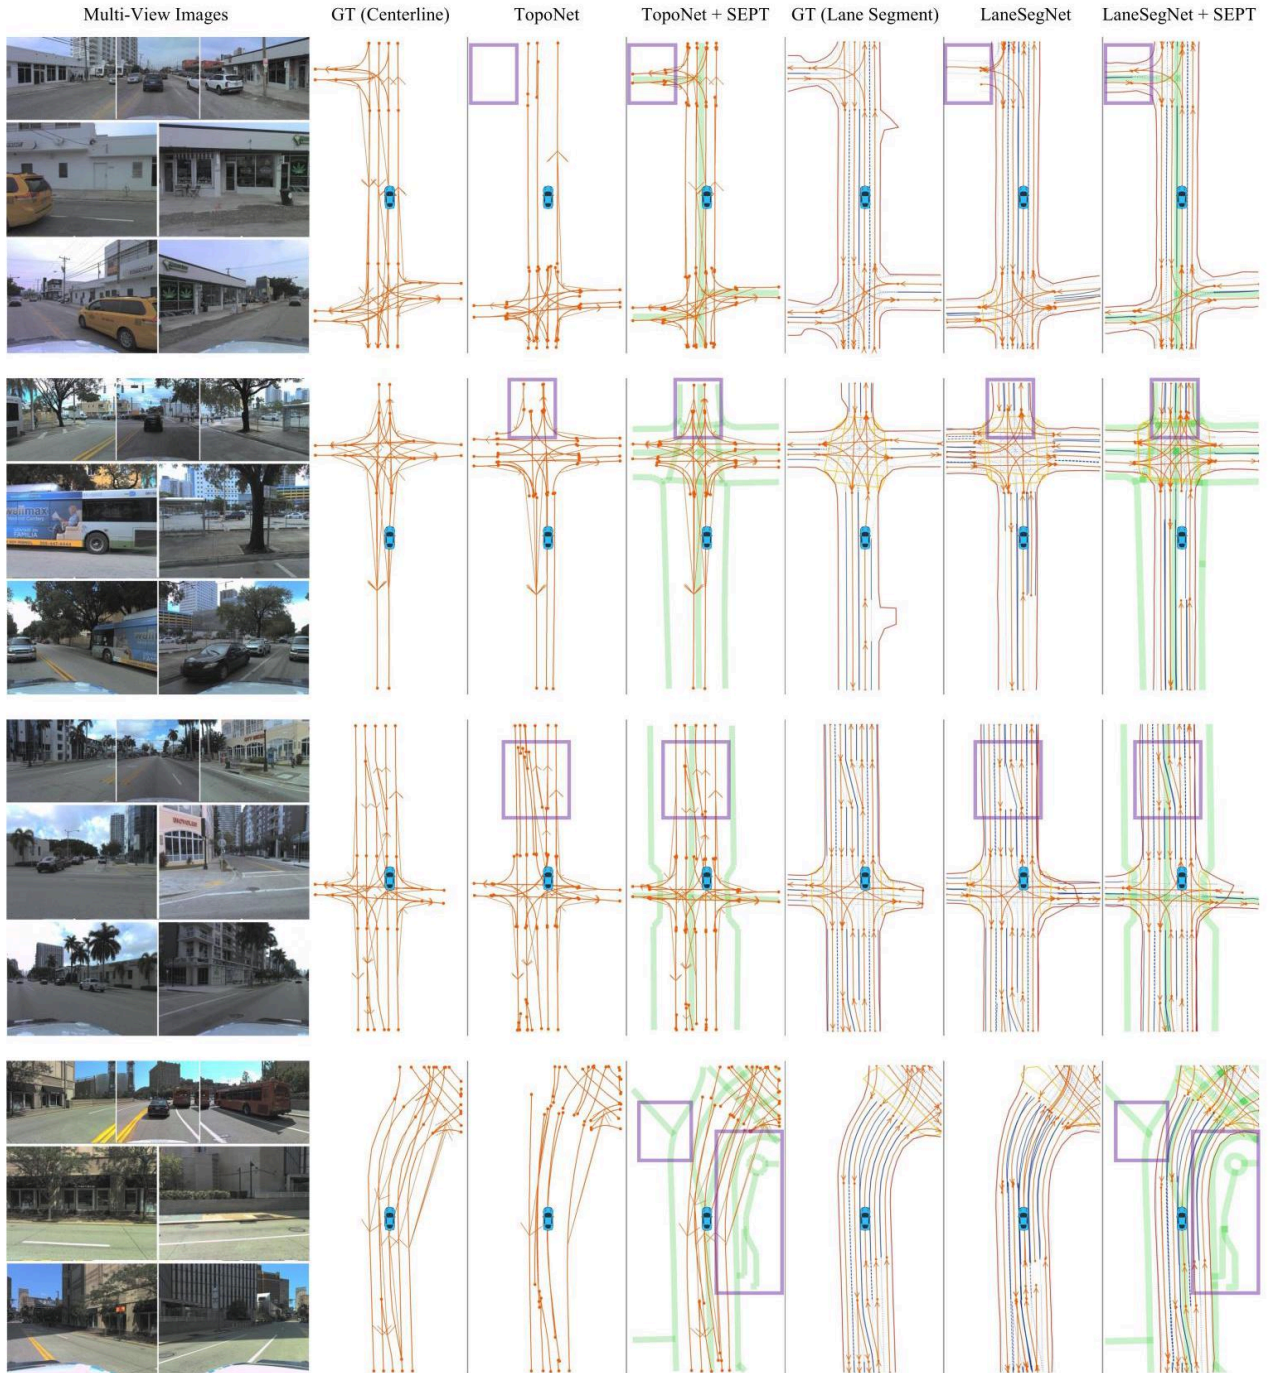 Multi-View Images
GT (Centerline)
TopoNet
TopoNet + SEPT
GT (Lane Segment)
LaneSegNet
LaneSegNet + SEPT